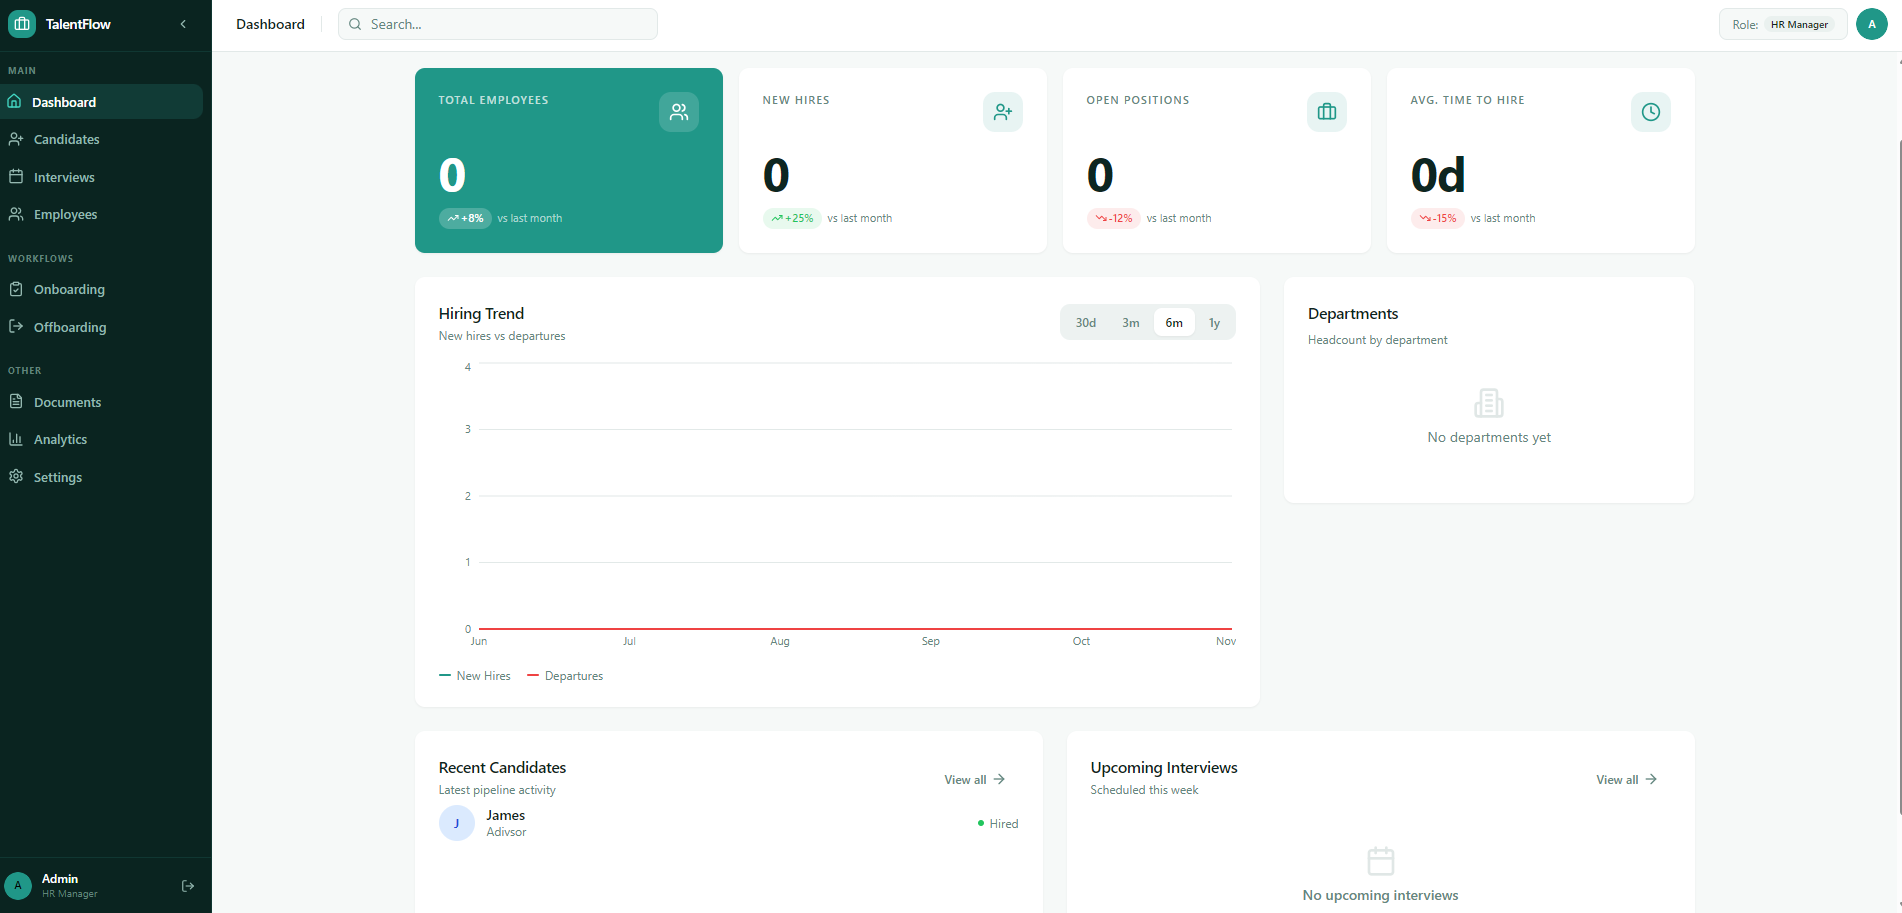 TalentFlow
MAIN
Dashboard
Candidates
Interviews
Employees
WORKFLOWS
Onboarding
Offboarding
OTHER
Documents
Analytics
Settings
A
Admin
HR Manager
Dashboard
Search...
Role: HR Manager
A
TOTAL EMPLOYEES
0
+8% vs last month
NEW HIRES
0
+25% vs last month
OPEN POSITIONS
0
-12% vs last month
AVG. TIME TO HIRE
0d
-15% vs last month
Hiring Trend
New hires vs departures
30d 3m 6m 1y
4
3
2
1
0
Jun Jul Aug Sep Oct Nov
New Hires Departures
Departments
Headcount by department
No departments yet
Recent Candidates
Latest pipeline activity
View all
J
James
Adivsor
Hired
Upcoming Interviews
Scheduled this week
View all
No upcoming interviews